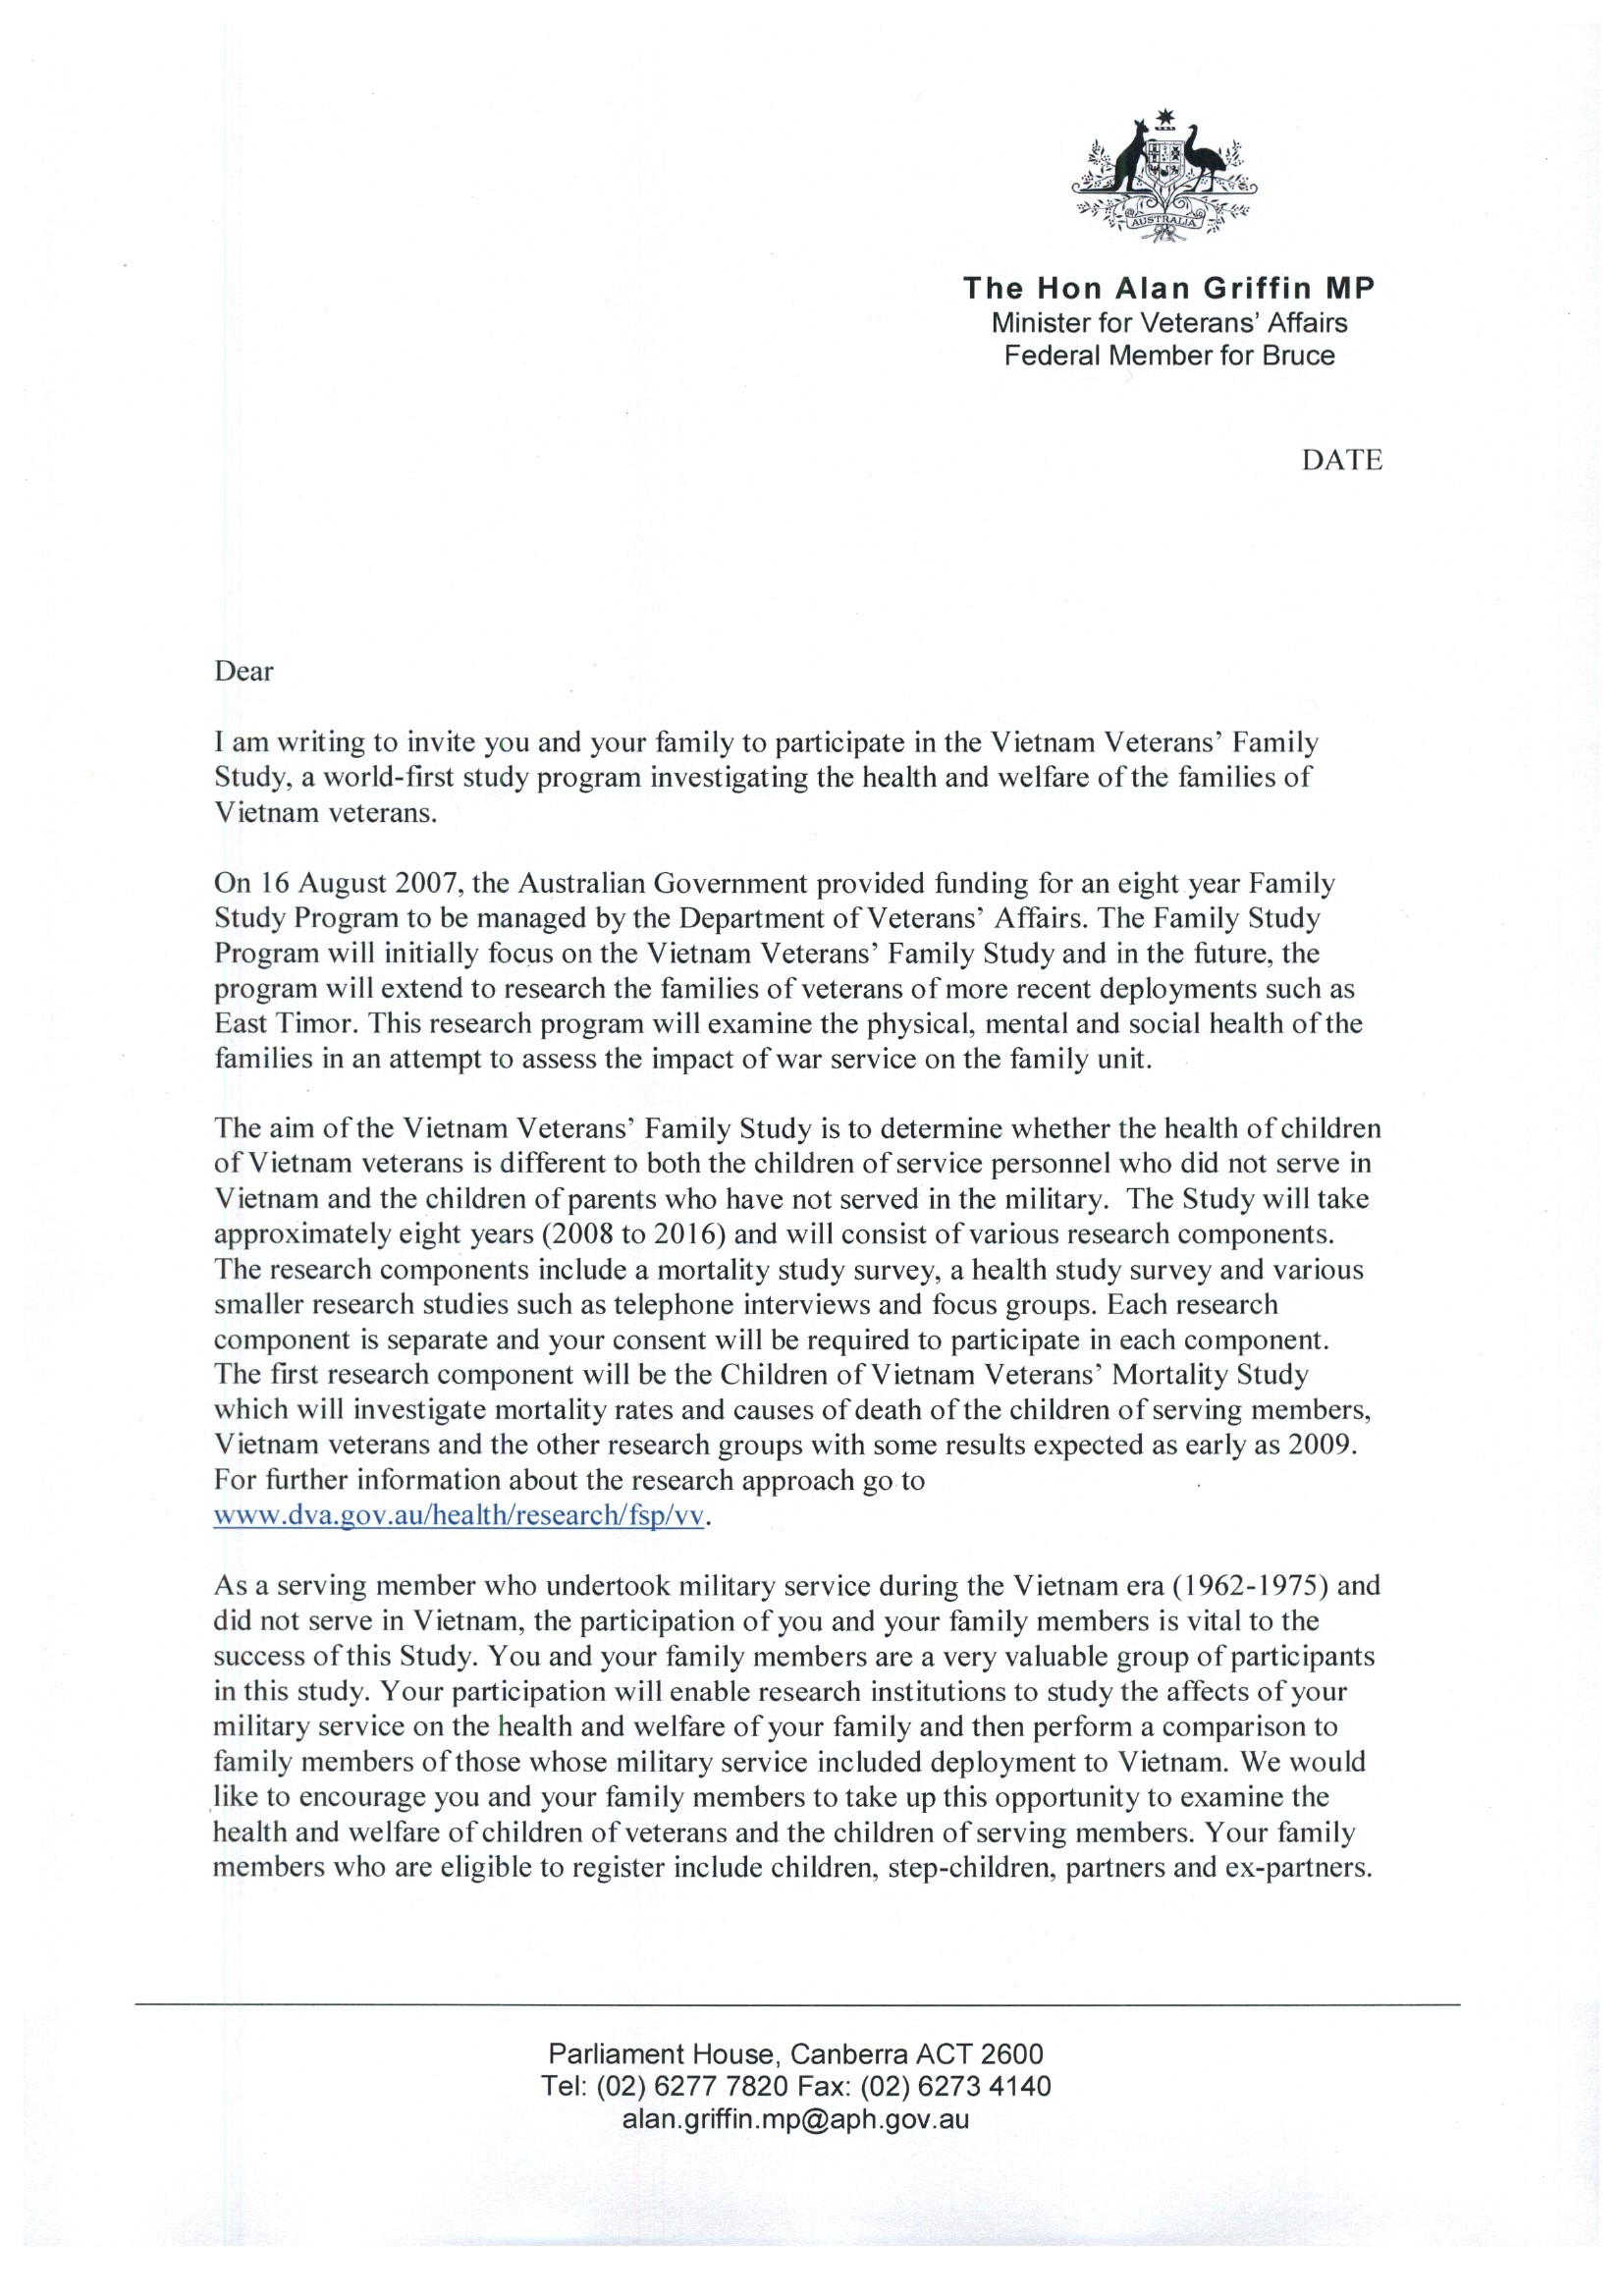 AUSTRALIA
The Hon Alan Griffin MP
Minister for Veterans’ Affairs
Federal Member for Bruce
DATE
Dear
I am writing to invite you and your family to participate in the Vietnam Veterans’ Family
Study, a world-first study program investigating the health and welfare of the families of
Vietnam veterans.
On 16 August 2007, the Australian Government provided funding for an eight year Family
Study Program to be managed by the Department of Veterans’ Affairs. The Family Study
Program will initially focus on the Vietnam Veterans’ Family Study and in the future, the
program will extend to research the families of veterans of more recent deployments such as
East Timor. This research program will examine the physical, mental and social health of the
families in an attempt to assess the impact of war service on the family unit.
The aim of the Vietnam Veterans’ Family Study is to determine whether the health of children
of Vietnam veterans is different to both the children of service personnel who did not serve in
Vietnam and the children of parents who have not served in the military. The Study will take
approximately eight years (2008 to 2016) and will consist of various research components.
The research components include a mortality study survey, a health study survey and various
smaller research studies such as telephone interviews and focus groups. Each research
component is separate and your consent will be required to participate in each component.
The first research component will be the Children of Vietnam Veterans’ Mortality Study
which will investigate mortality rates and causes of death of the children of serving members,
Vietnam veterans and the other research groups with some results expected as early as 2009.
For further information about the research approach go to
www.dva.gov.au/health/research/fsp/vv.
As a serving member who undertook military service during the Vietnam era (1962-1975) and
did not serve in Vietnam, the participation of you and your family members is vital to the
success of this Study. You and your family members are a very valuable group of participants
in this study. Your participation will enable research institutions to study the affects of your
military service on the health and welfare of your family and then perform a comparison to
family members of those whose military service included deployment to Vietnam. We would
like to encourage you and your family members to take up this opportunity to examine the
health and welfare of children of veterans and the children of serving members. Your family
members who are eligible to register include children, step-children, partners and ex-partners.
Parliament House, Canberra ACT 2600
Tel: (02) 6277 7820 Fax: (02) 6273 4140
alan.griffin.mp@aph.gov.au